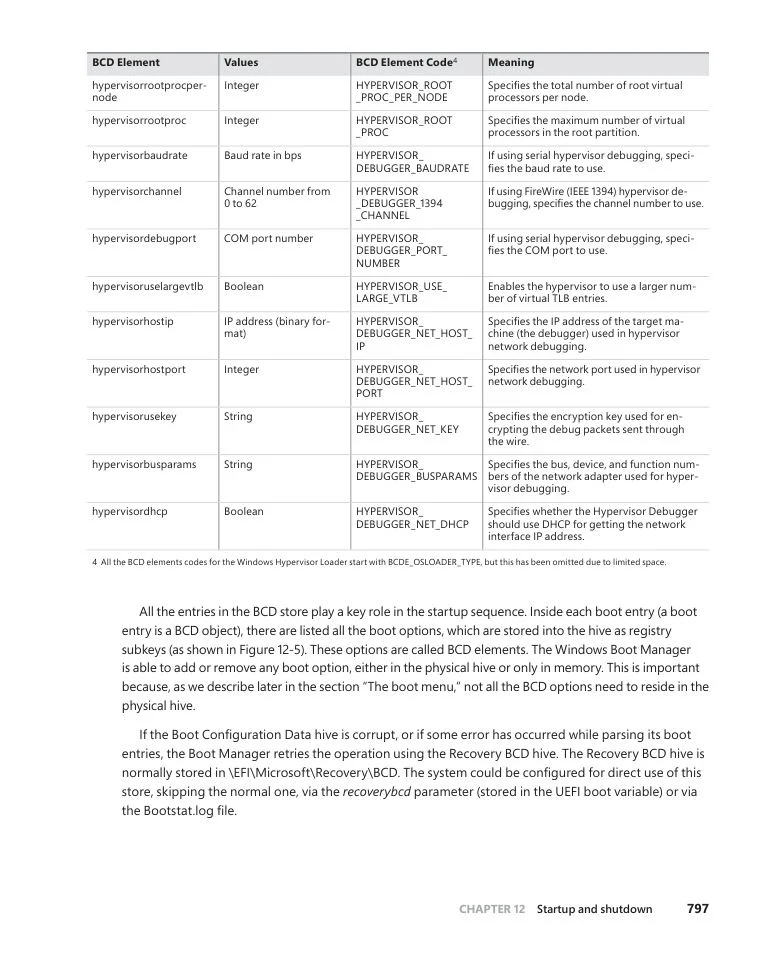 BCD Element Values BCD Element Code4 Meaning
hypervisorrootprocper-
node
Integer
HYPERVISOR_ROOT
_PROC_PER_NODE
Specifies the total number of root virtual
processors per node.
hypervisorrootproc
Integer
HYPERVISOR_ROOT
_PROC
Specifies the maximum number of virtual
processors in the root partition.
hypervisorbaudrate
Baud rate in bps
HYPERVISOR_
DEBUGGER_BAUDRATE
If using serial hypervisor debugging, speci-
fies the baud rate to use.
hypervisorchannel
Channel number from
0 to 62
HYPERVISOR
_DEBUGGER_1394
_CHANNEL
If using FireWire (IEEE 1394) hypervisor de-
bugging, specifies the channel number to use.
hypervisordebugport
COM port number
HYPERVISOR_
DEBUGGER_PORT_
NUMBER
If using serial hypervisor debugging, speci-
fies the COM port to use.
hypervisoruselargevtlb
Boolean
HYPERVISOR_USE_
LARGE_VTLB
Enables the hypervisor to use a larger num-
ber of virtual TLB entries.
hypervisorhostip
IP address (binary for-
mat)
HYPERVISOR_
DEBUGGER_NET_HOST_
IP
Specifies the IP address of the target ma-
chine (the debugger) used in hypervisor
network debugging.
hypervisorhostport
Integer
HYPERVISOR_
DEBUGGER_NET_HOST_
PORT
Specifies the network port used in hypervisor
network debugging.
hypervisorusekey
String
HYPERVISOR_
DEBUGGER_NET_KEY
Specifies the encryption key used for en-
crypting the debug packets sent through
the wire.
hypervisorbusparams
String
HYPERVISOR_
DEBUGGER_BUSPARAMS
Specifies the bus, device, and function num-
bers of the network adapter used for hyper-
visor debugging.
hypervisordhcp
Boolean
HYPERVISOR_
DEBUGGER_NET_DHCP
Specifies whether the Hypervisor Debugger
should use DHCP for getting the network
interface IP address.
4 All the BCD elements codes for the Windows Hypervisor Loader start with BCDE_OSLOADER_TYPE, but this has been omitted due to limited space.
All the entries in the BCD store play a key role in the startup sequence. Inside each boot entry (a boot
entry is a BCD object), there are listed all the boot options, which are stored into the hive as registry
subkeys (as shown in Figure 12-5). These options are called BCD elements. The Windows Boot Manager
is able to add or remove any boot option, either in the physical hive or only in memory. This is important
because, as we describe later in the section “The boot menu,” not all the BCD options need to reside in the
physical hive.
If the Boot Configuration Data hive is corrupt, or if some error has occurred while parsing its boot
entries, the Boot Manager retries the operation using the Recovery BCD hive. The Recovery BCD hive is
normally stored in \EFI\Microsoft\Recovery\BCD. The system could be configured for direct use of this
store, skipping the normal one, via the recoverybcd parameter (stored in the UEFI boot variable) or via
the Bootstat.log file.
CHAPTER 12 Startup and shutdown 797